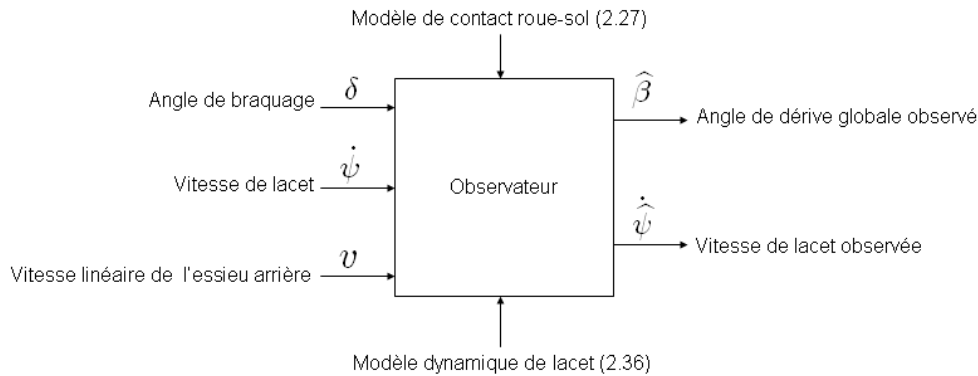 Modèle de contact roue-sol (2.27)
Angle de braquage
δ
β̂
Angle de dérive globale observé
Vitesse de lacet
ψ̇
Observateur
ψ̂̇
Vitesse de lacet observée
Vitesse linéaire de l'essieu arrière
v
Modèle dynamique de lacet (2.36)